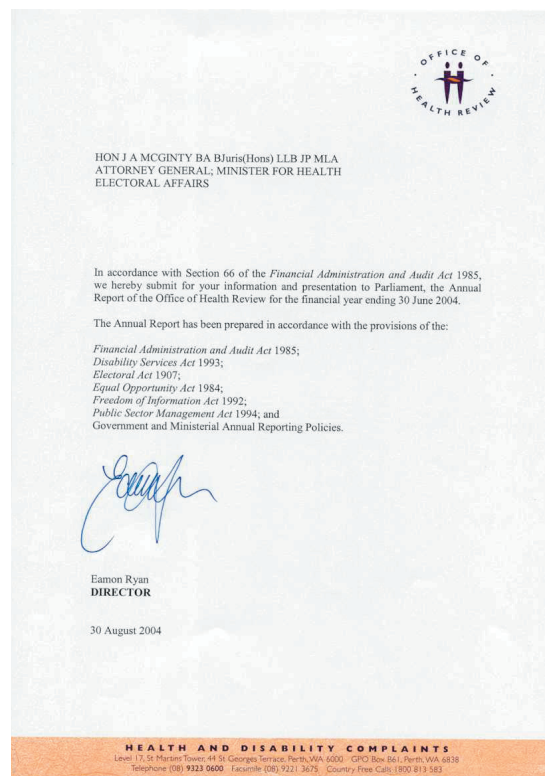 OFFICE OF
HEALTH REVIEW
HON J A MCGINTY BA BJuris(Hons) LLB JP MLA
ATTORNEY GENERAL; MINISTER FOR HEALTH
ELECTORAL AFFAIRS
In accordance with Section 66 of the Financial Administration and Audit Act 1985,
we hereby submit for your information and presentation to Parliament, the Annual
Report of the Office of Health Review for the financial year ending 30 June 2004.
The Annual Report has been prepared in accordance with the provisions of the:
Financial Administration and Audit Act 1985;
Disability Services Act 1993;
Electoral Act 1907;
Equal Opportunity Act 1984;
Freedom of Information Act 1992;
Public Sector Management Act 1994; and
Government and Ministerial Annual Reporting Policies.
Eamon Ryan
DIRECTOR
30 August 2004
HEALTH AND DISABILITY COMPLAINTS
Level 17, St Martins Tower, 44 St Georges Terrace, Perth, WA 6000 GPO Box B61, Perth, WA 6838
Telephone (08) 9323 0600 Facsimile (08) 9221 3675 Country Free Calls 1800 813 583